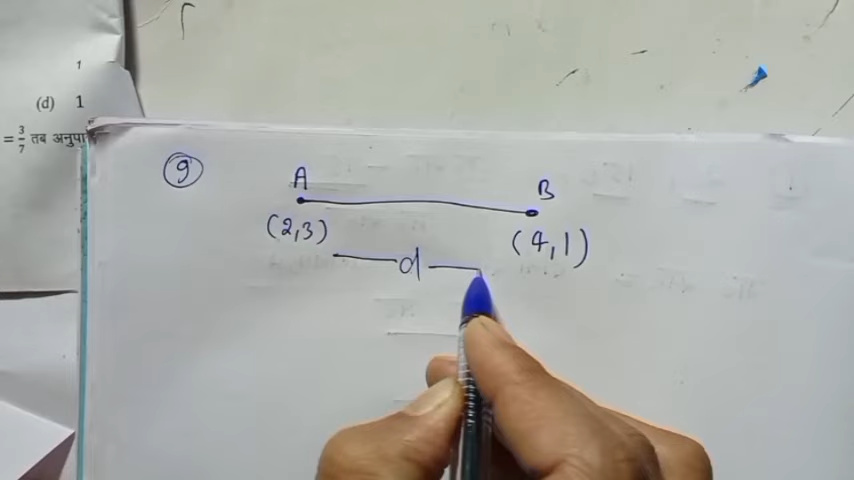 1
(d) 1
= 3/7 तब अनुपा
9
A B
(2,3) (4,1)
d